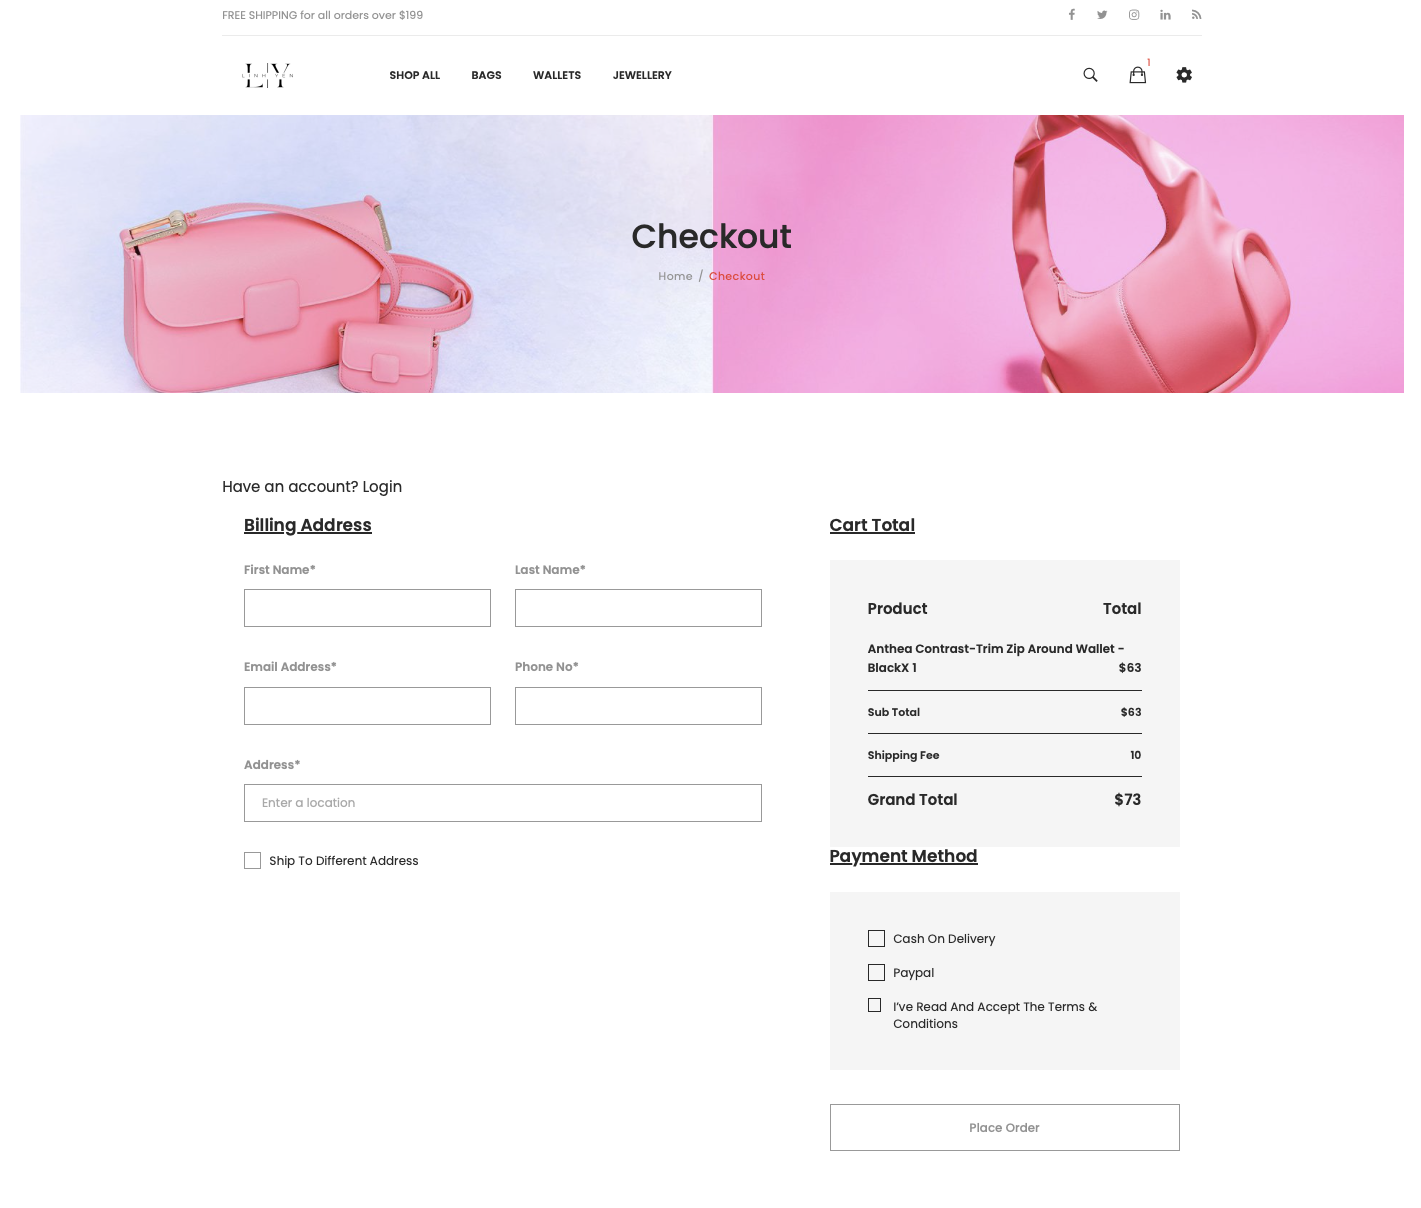 FREE SHIPPING for all orders over $199
LY
LINH YEN
SHOP ALL BAGS WALLETS JEWELLERY
1
Checkout
Home / Checkout
Have an account? Login
Billing Address
First Name* Last Name*
Email Address* Phone No*
Address*
Enter a location
Ship To Different Address
Cart Total
Product Total
Anthea Contrast-Trim Zip Around Wallet -
BlackX 1 $63
Sub Total $63
Shipping Fee 10
Grand Total $73
Payment Method
Cash On Delivery
Paypal
I've Read And Accept The Terms &
Conditions
Place Order